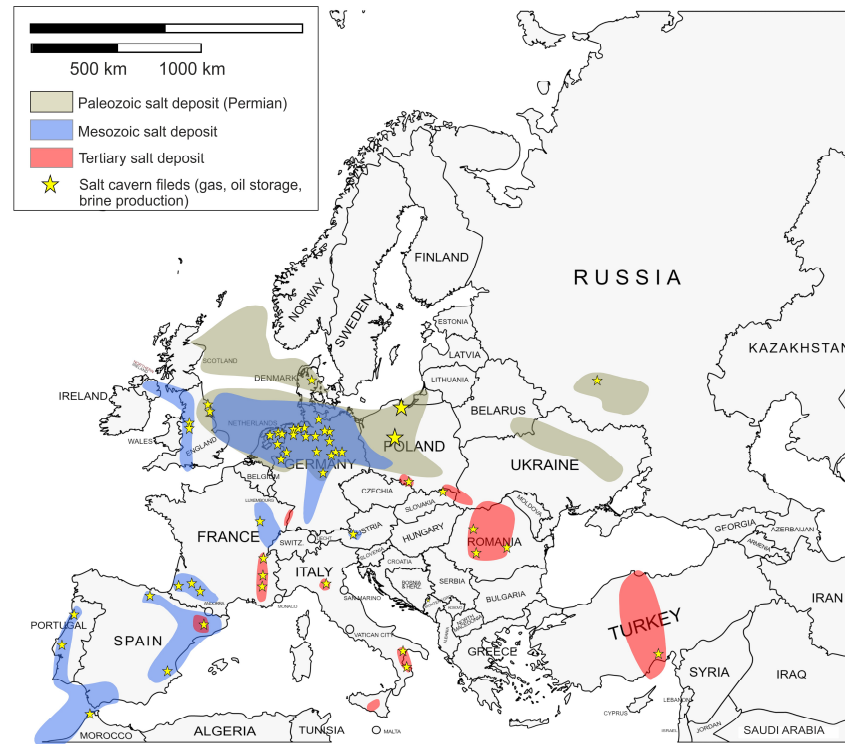 500 km 1000 km
Paleozoic salt deposit (Permian)
Mesozoic salt deposit
Tertiary salt deposit
Salt cavern fileds (gas, oil storage,
brine production)
FINLAND
RUSSIA
NORWAY
SWEDEN
ESTONIA
SCOTLAND
LATVIA
KAZAKHSTAN
DENMARK
LITHUANIA
IRELAND
BELARUS
NETHERLANDS
WALES
ENGLAND
POLAND
GERMANY
UKRAINE
BELGIUM
CZECHIA
LUXEMBOURG
SLOVAKIA
MOLDOVA
FRANCE
AUSTRIA
HUNGARY
ROMANIA
GEORGIA
AZERBAIJAN
SWITZ.
LIECHT.
SLOVENIA
ARMENIA
CROATIA
ITALY
BOSNIA
& HERZ.
SERBIA
IRAN
ANDORRA
MONACO
SAN MARINO
BULGARIA
KOSOVO
PORTUGAL
SPAIN
VATICAN CITY
NORTH
MACEDONIA
ALBANIA
TURKEY
GREECE
SYRIA
IRAQ
CYPRUS
LEBANON
ISRAEL
JORDAN
SAUDI ARABIA
MOROCCO
ALGERIA
TUNISIA
MALTA